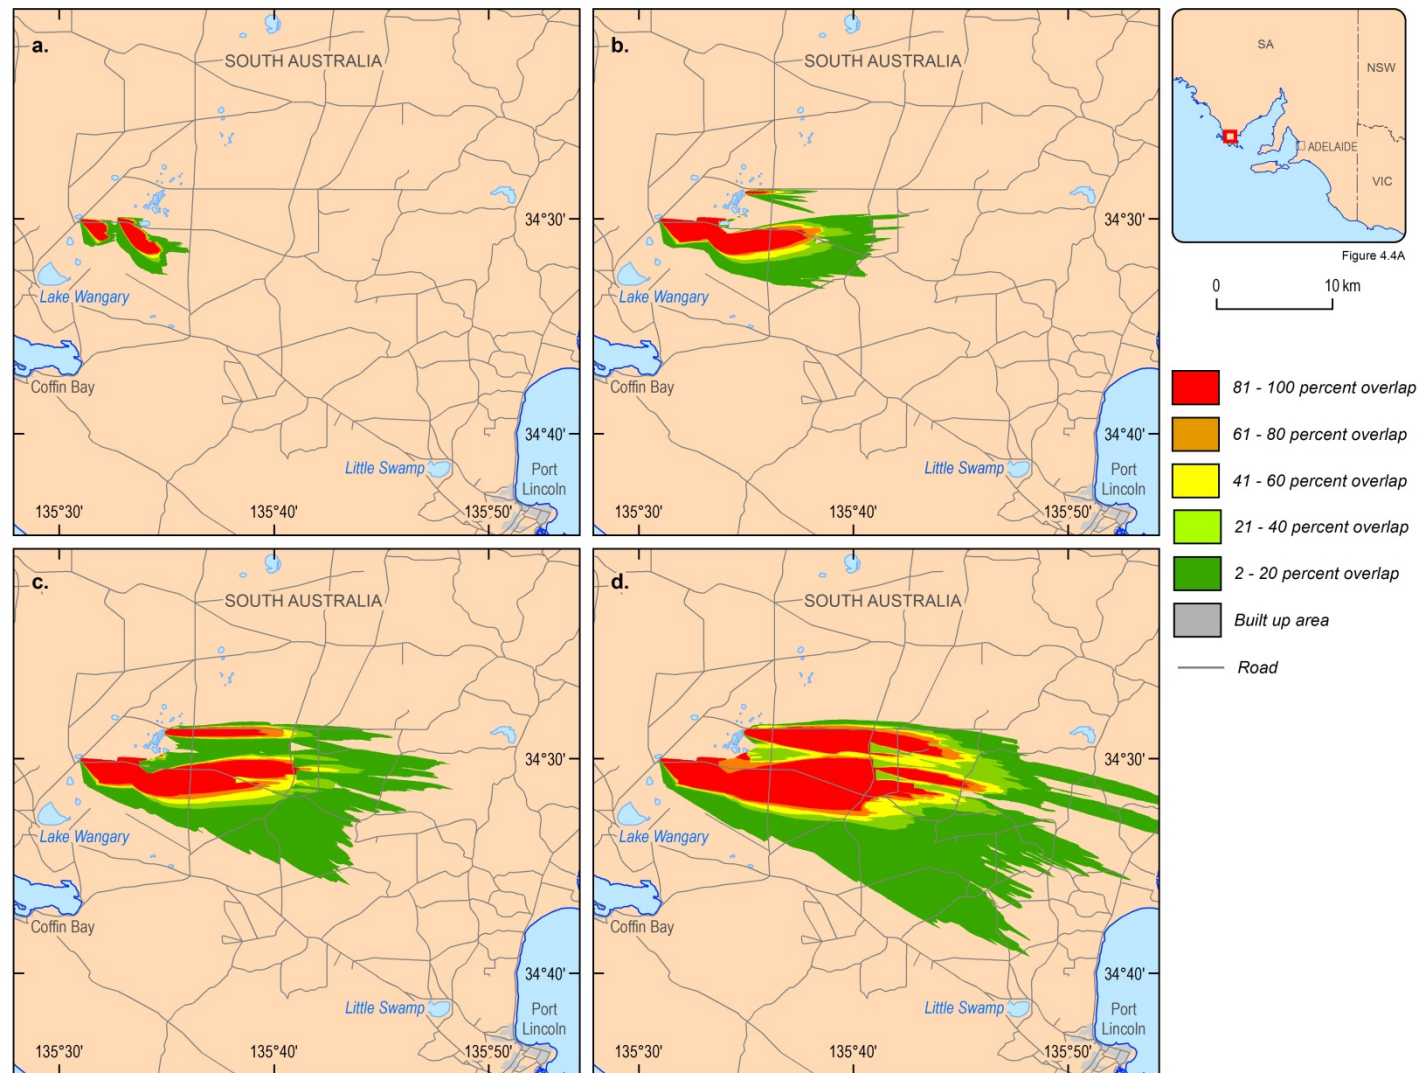 a.
SOUTH AUSTRALIA
34°30'
Lake Wangary
Coffin Bay
34°40'
Little Swamp
Port
Lincoln
135°30'
135°40'
135°50'
b.
SOUTH AUSTRALIA
34°30'
Lake Wangary
Coffin Bay
34°40'
Little Swamp
Port
Lincoln
135°30'
135°40'
135°50'
SA
NSW
ADELAIDE
VIC
Figure 4.4A
0
10 km
81 - 100 percent overlap
61 - 80 percent overlap
41 - 60 percent overlap
21 - 40 percent overlap
2 - 20 percent overlap
Built up area
Road
c.
SOUTH AUSTRALIA
34°30'
Lake Wangary
Coffin Bay
34°40'
Little Swamp
Port
Lincoln
135°30'
135°40'
135°50'
d.
SOUTH AUSTRALIA
34°30'
Lake Wangary
Coffin Bay
34°40'
Little Swamp
Port
Lincoln
135°30'
135°40'
135°50'